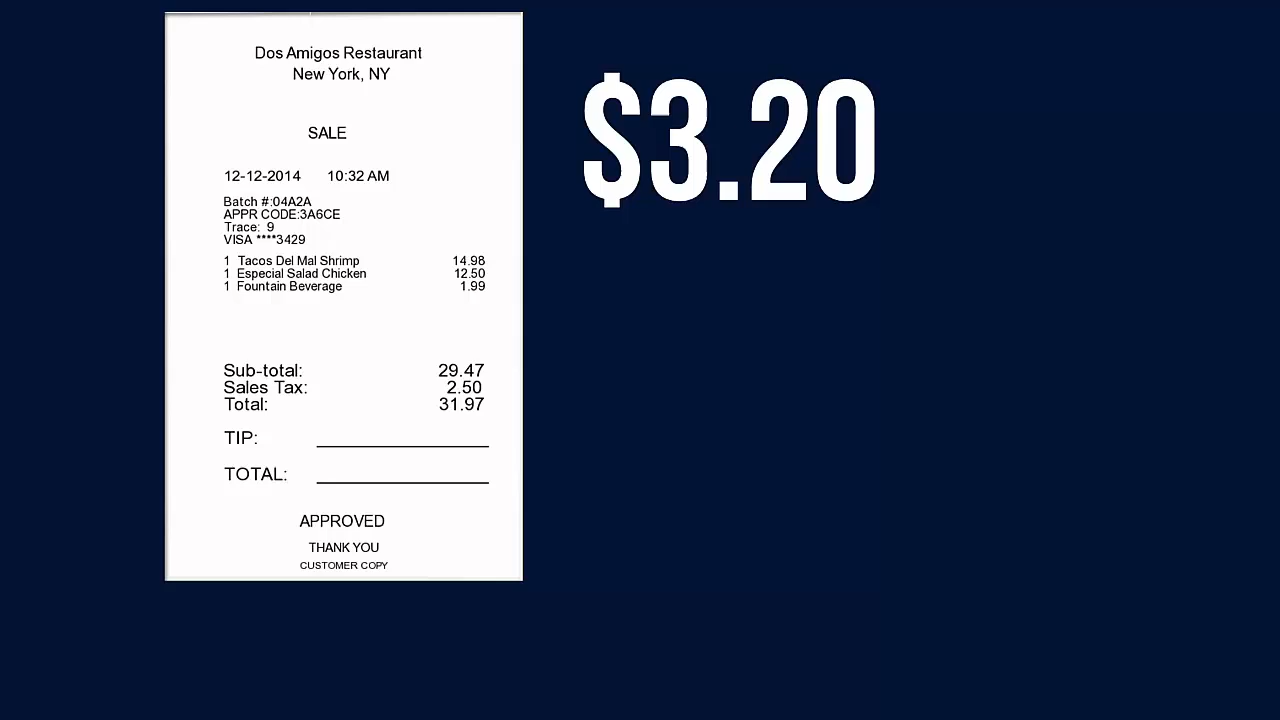 Dos Amigos Restaurant
New York, NY
SALE
12-12-2014 10:32 AM
Batch #:04A2A
APPR CODE:3A6CE
Trace: 9
VISA ****3429
1 Tacos Del Mal Shrimp 14.98
1 Especial Salad Chicken 12.50
1 Fountain Beverage 1.99
Sub-total: 29.47
Sales Tax: 2.50
Total: 31.97
TIP:
TOTAL:
APPROVED
THANK YOU
CUSTOMER COPY
$3.20